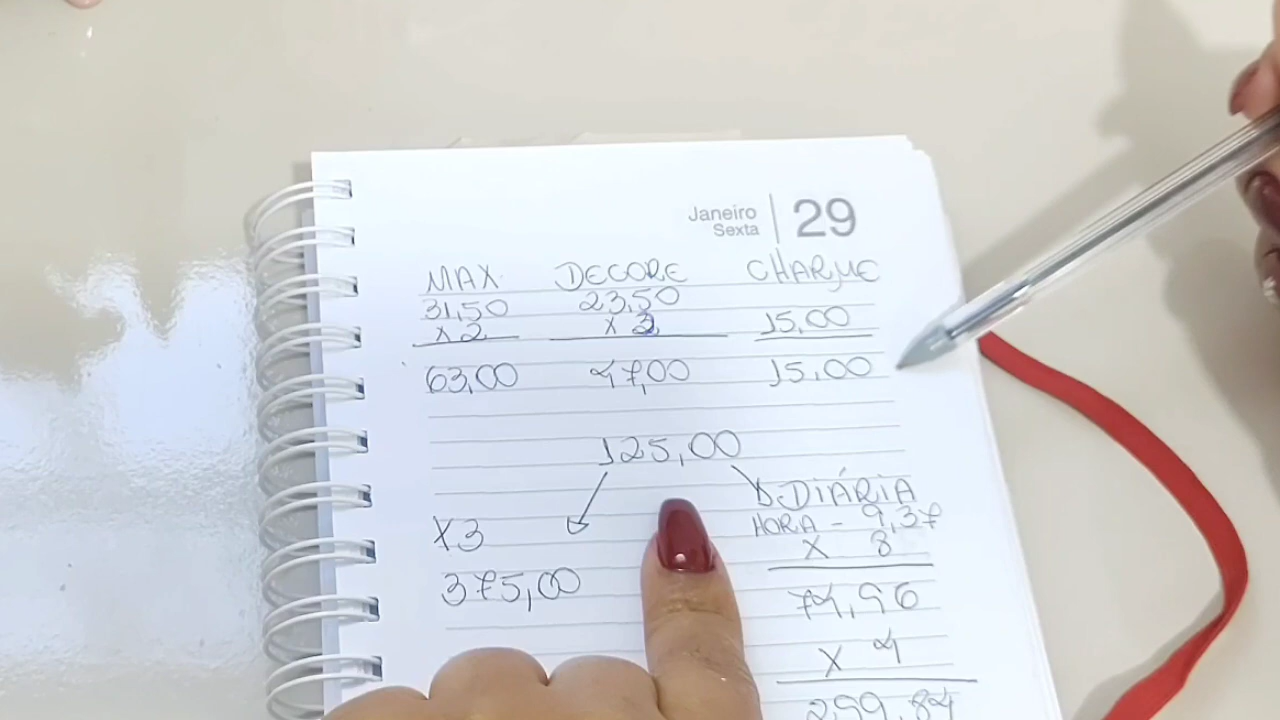 Janeiro
Sexta
29
MAX DECORE CHARME
31,50 23,50
x2 x 2 15,00
63,00 47,00 15,00
125,00
D. DIÁRIA
HORA - 9,37
X3 X 8
375,00 74,96
X 4
299,84